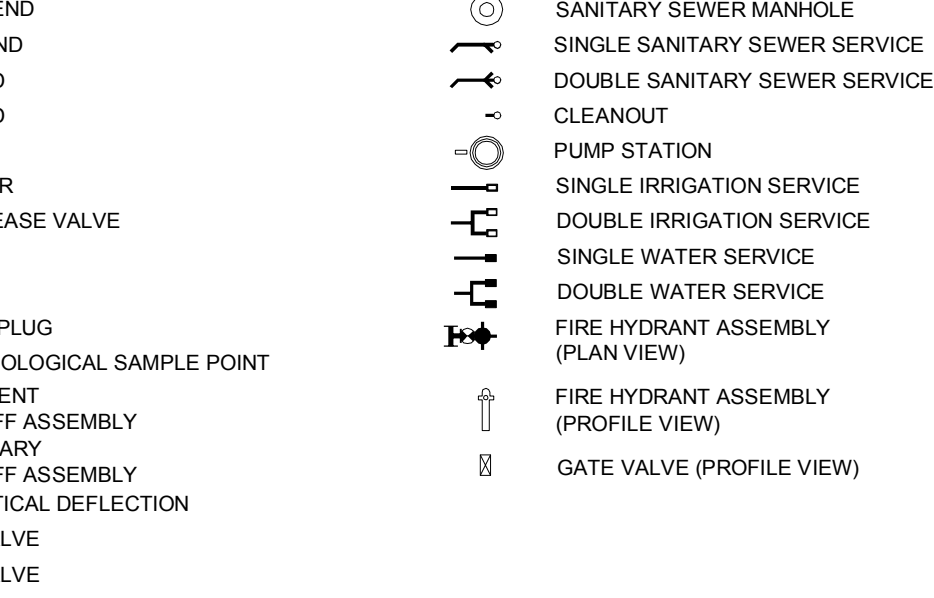 END
ND
D
D
R
EASE VALVE
PLUG
OLOGICAL SAMPLE POINT
ENT
FF ASSEMBLY
ARY
FF ASSEMBLY
TICAL DEFLECTION
LVE
LVE
SANITARY SEWER MANHOLE
SINGLE SANITARY SEWER SERVICE
DOUBLE SANITARY SEWER SERVICE
CLEANOUT
PUMP STATION
SINGLE IRRIGATION SERVICE
DOUBLE IRRIGATION SERVICE
SINGLE WATER SERVICE
DOUBLE WATER SERVICE
FIRE HYDRANT ASSEMBLY
(PLAN VIEW)
FIRE HYDRANT ASSEMBLY
(PROFILE VIEW)
GATE VALVE (PROFILE VIEW)